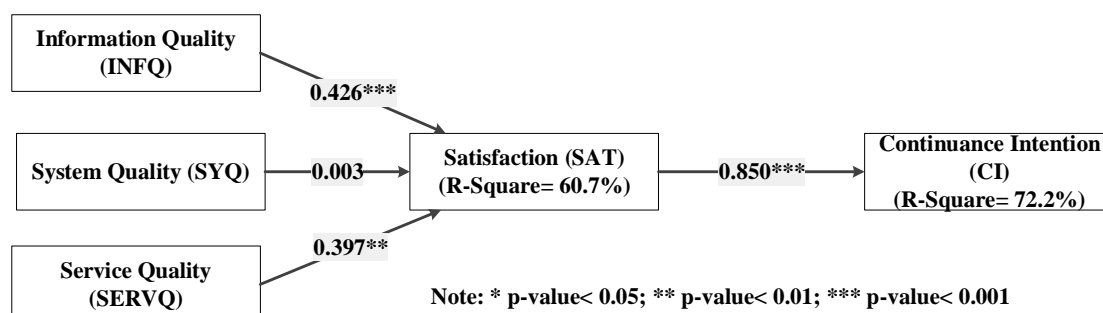 Information Quality
(INFQ)
0.426***
System Quality (SYQ)
0.003
Satisfaction (SAT)
(R-Square= 60.7%)
0.850***
Continuance Intention
(CI)
(R-Square= 72.2%)
0.397**
Service Quality
(SERVQ)
Note: * p-value< 0.05; ** p-value< 0.01; *** p-value< 0.001